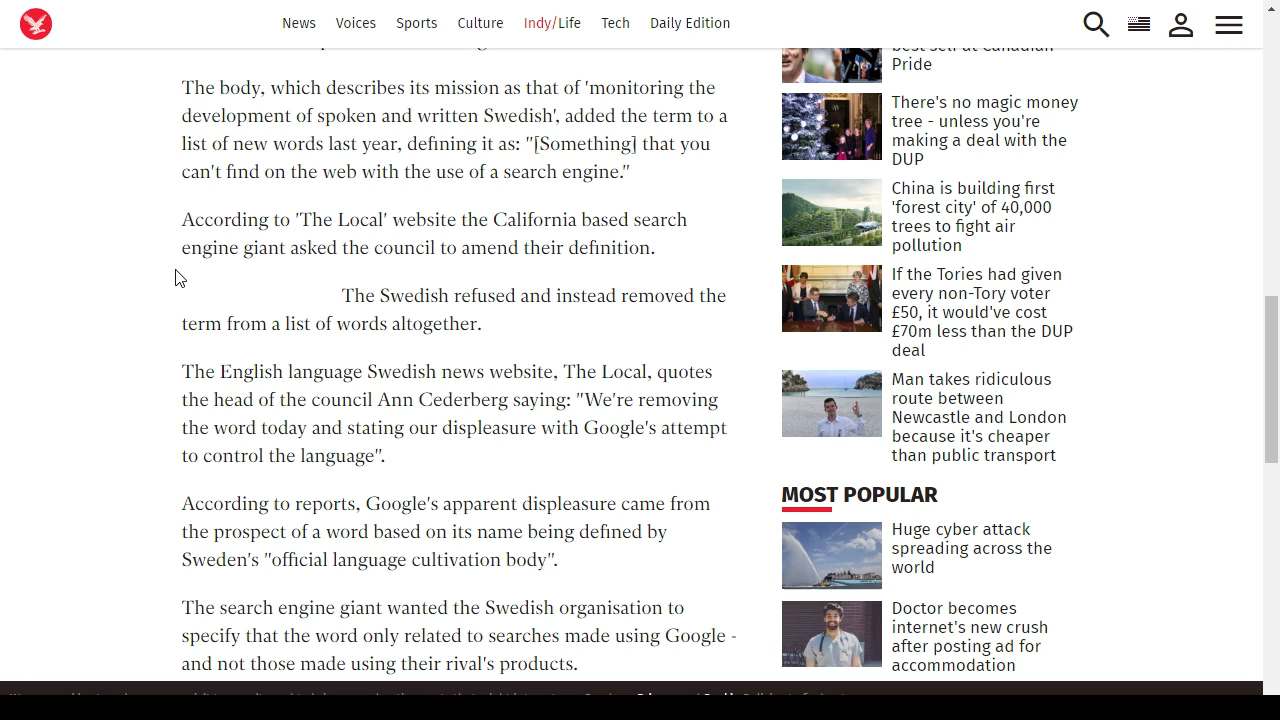 News Voices Sports Culture Indy/Life Tech Daily Edition
The body, which describes its mission as that of 'monitoring the
development of spoken and written Swedish', added the term to a
list of new words last year, defining it as: "[Something] that you
can't find on the web with the use of a search engine."
According to 'The Local' website the California based search
engine giant asked the council to amend their definition.
The Swedish refused and instead removed the
term from a list of words altogether.
The English language Swedish news website, The Local, quotes
the head of the council Ann Cederberg saying: "We're removing
the word today and stating our displeasure with Google's attempt
to control the language".
According to reports, Google's apparent displeasure came from
the prospect of a word based on its name being defined by
Sweden's "official language cultivation body".
The search engine giant wanted the Swedish organisation to
specify that the word only related to searches made using Google -
and not those made using their rival's products.
best self at Canadian
Pride
There's no magic money
tree - unless you're
making a deal with the
DUP
China is building first
'forest city' of 40,000
trees to fight air
pollution
If the Tories had given
every non-Tory voter
£50, it would've cost
£70m less than the DUP
deal
Man takes ridiculous
route between
Newcastle and London
because it's cheaper
than public transport
MOST POPULAR
Huge cyber attack
spreading across the
world
Doctor becomes
internet's new crush
after posting ad for
accommodation